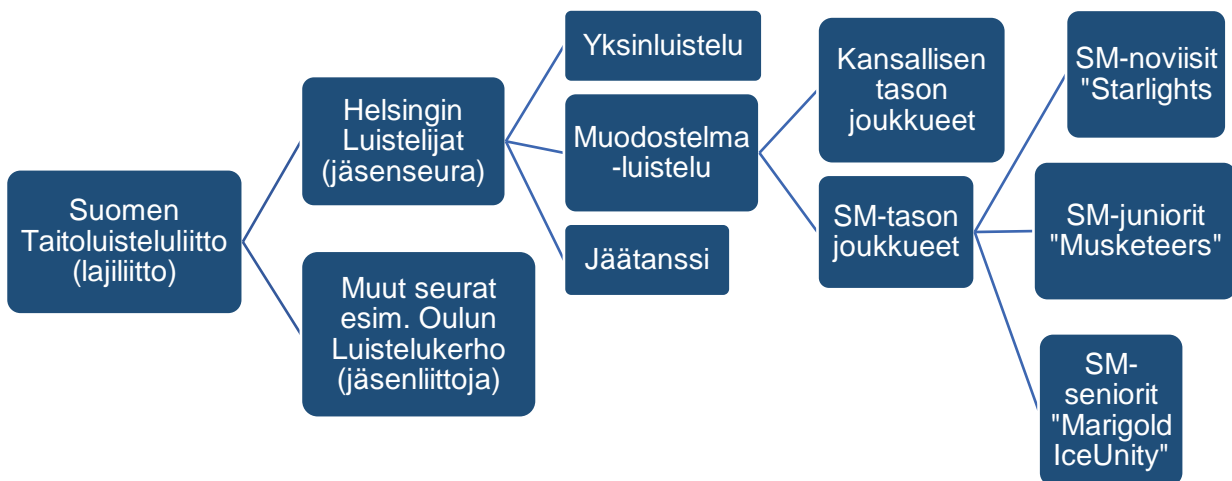 Suomen
Taitoluisteluliitto
(lajiliitto)
Helsingin
Luistelijat
(jäsenseura)
Muut seurat
esim. Oulun
Luistelukerho
(jäsenliittoja)
Yksinluistelu
Muodostelma
-luistelu
Jäätanssi
Kansallisen
tason
joukkueet
SM-tason
joukkueet
SM-noviisit
"Starlights
SM-juniorit
"Musketeers"
SM-
seniorit
"Marigold
IceUnity"